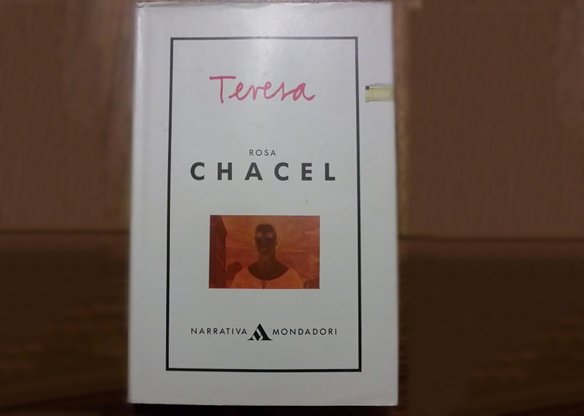 Teresa
ROSA
CHACEL
NARRATIVA MONDADORI